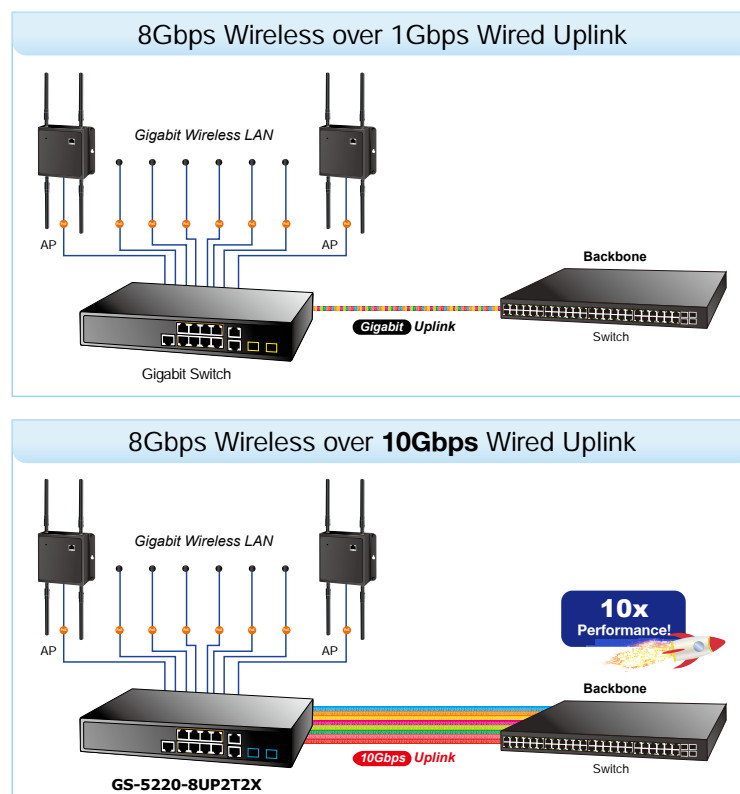 8Gbps Wireless over 1Gbps Wired Uplink
Gigabit Wireless LAN
AP
AP
Backbone
Gigabit Uplink
Switch
Gigabit Switch
8Gbps Wireless over 10Gbps Wired Uplink
Gigabit Wireless LAN
10x
Performance!
AP
AP
Backbone
10Gbps Uplink
Switch
GS-5220-8UP2T2X